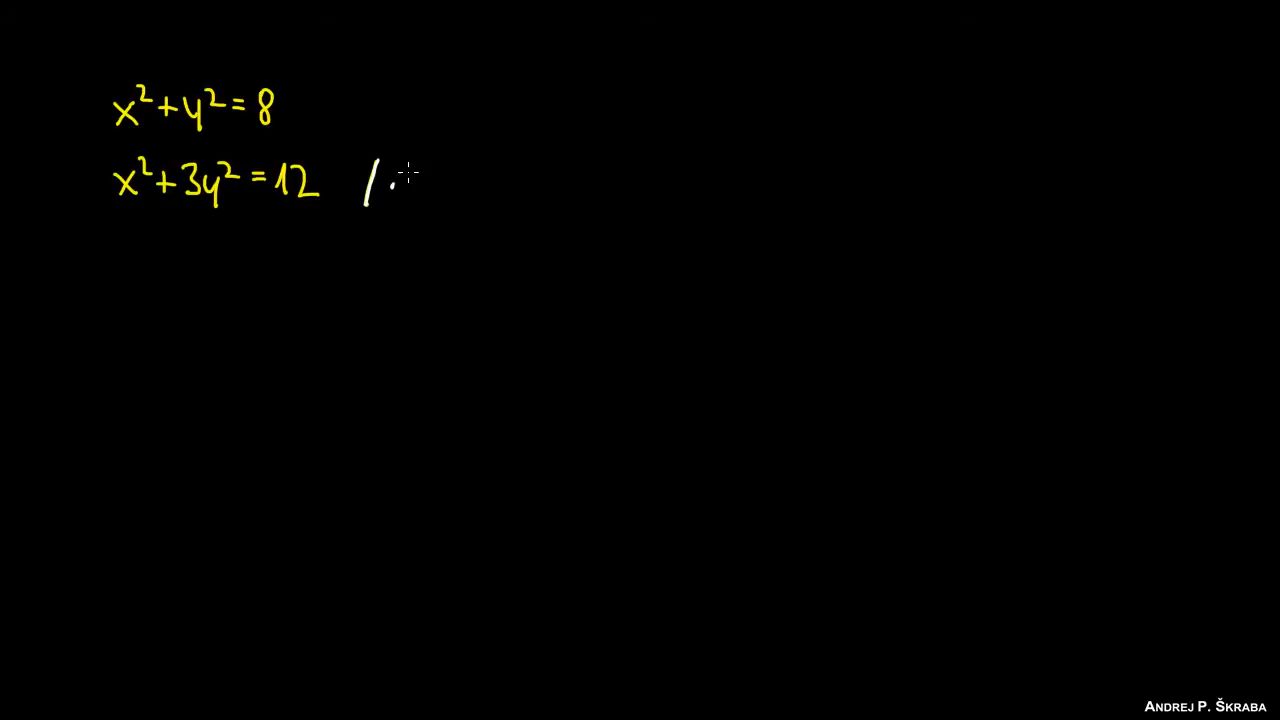 x²+y²=8
x²+3y²=12 /·
ANDREJ P. ŠKRABA